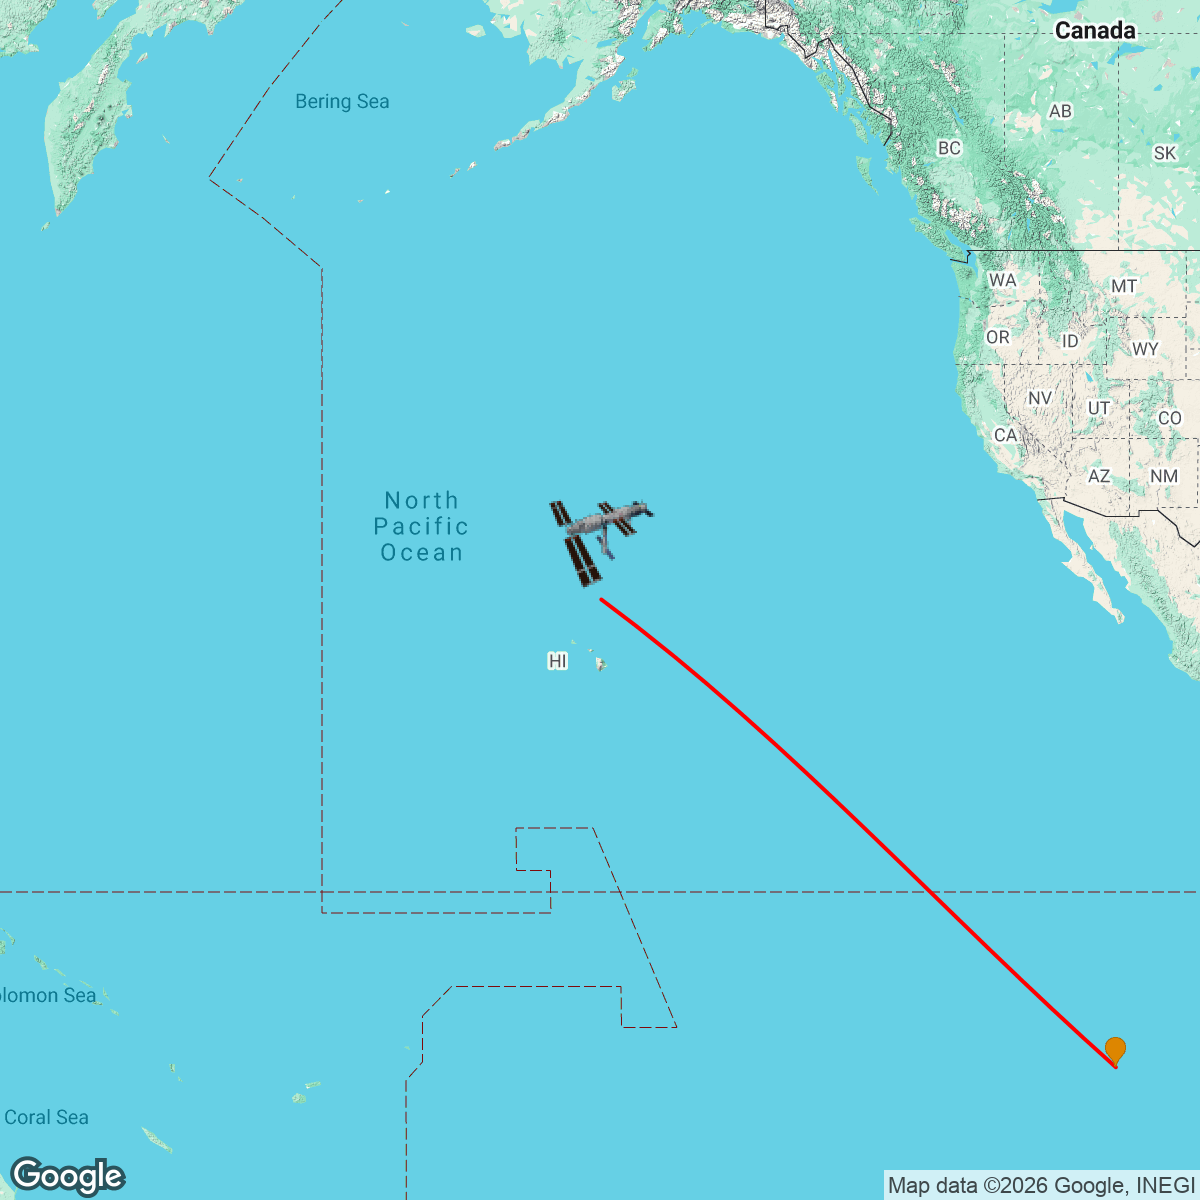 Canada
Bering Sea
AB
BC
SK
WA
MT
OR
ID
WY
NV
UT
CO
CA
AZ
NM
North
Pacific
Ocean
HI
olomon Sea
Coral Sea
Google
Map data ©2026 Google, INEGI